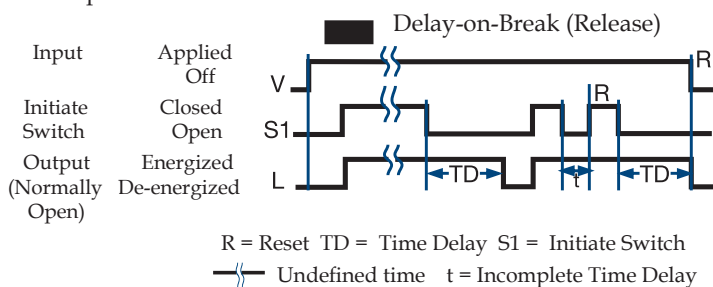 Delay-on-Break (Release)
Input Applied
Off
V
R
Initiate Closed
Switch Open
S1
R
Output Energized
(Normally De-energized
Open)
L
TD
t
TD
R = Reset TD = Time Delay S1 = Initiate Switch
Undefined time t = Incomplete Time Delay